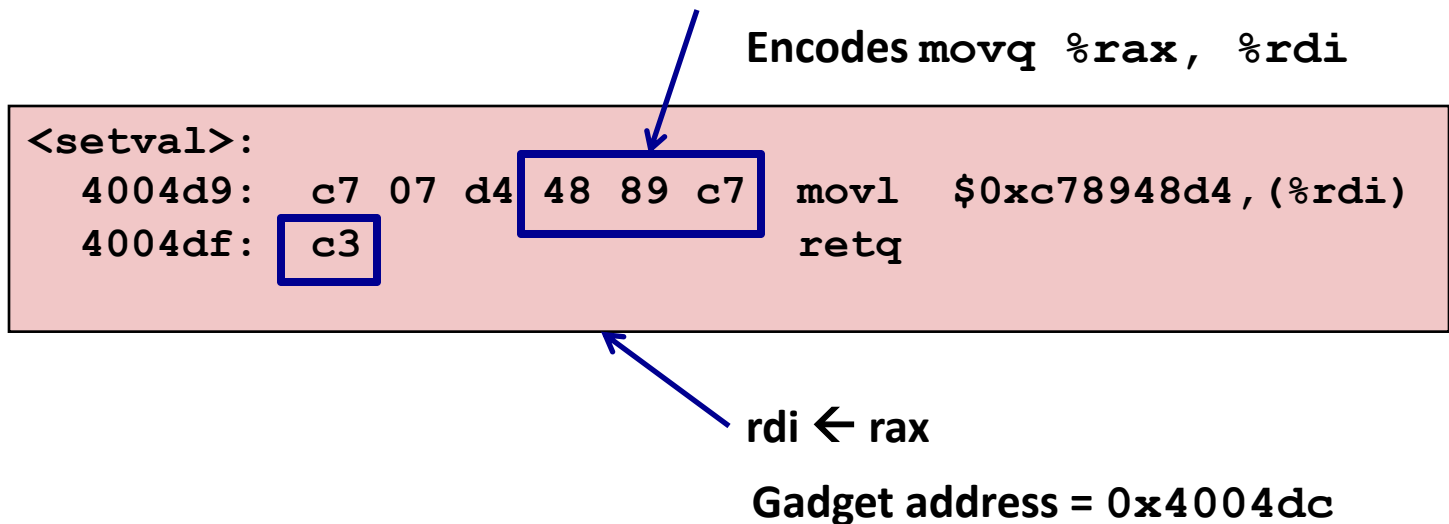 Encodes movq %rax, %rdi
<setval>:
4004d9: c7 07 d4 48 89 c7 movl $0xc78948d4,(%rdi)
4004df: c3 retq
rdi ← rax
Gadget address = 0x4004dc